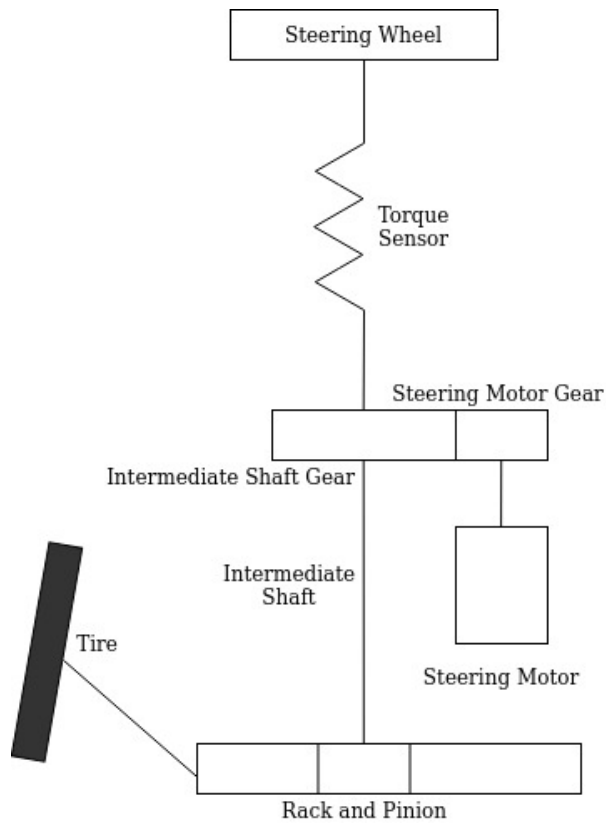 Steering Wheel
Torque
Sensor
Steering Motor Gear
Intermediate Shaft Gear
Intermediate
Shaft
Tire
Steering Motor
Rack and Pinion